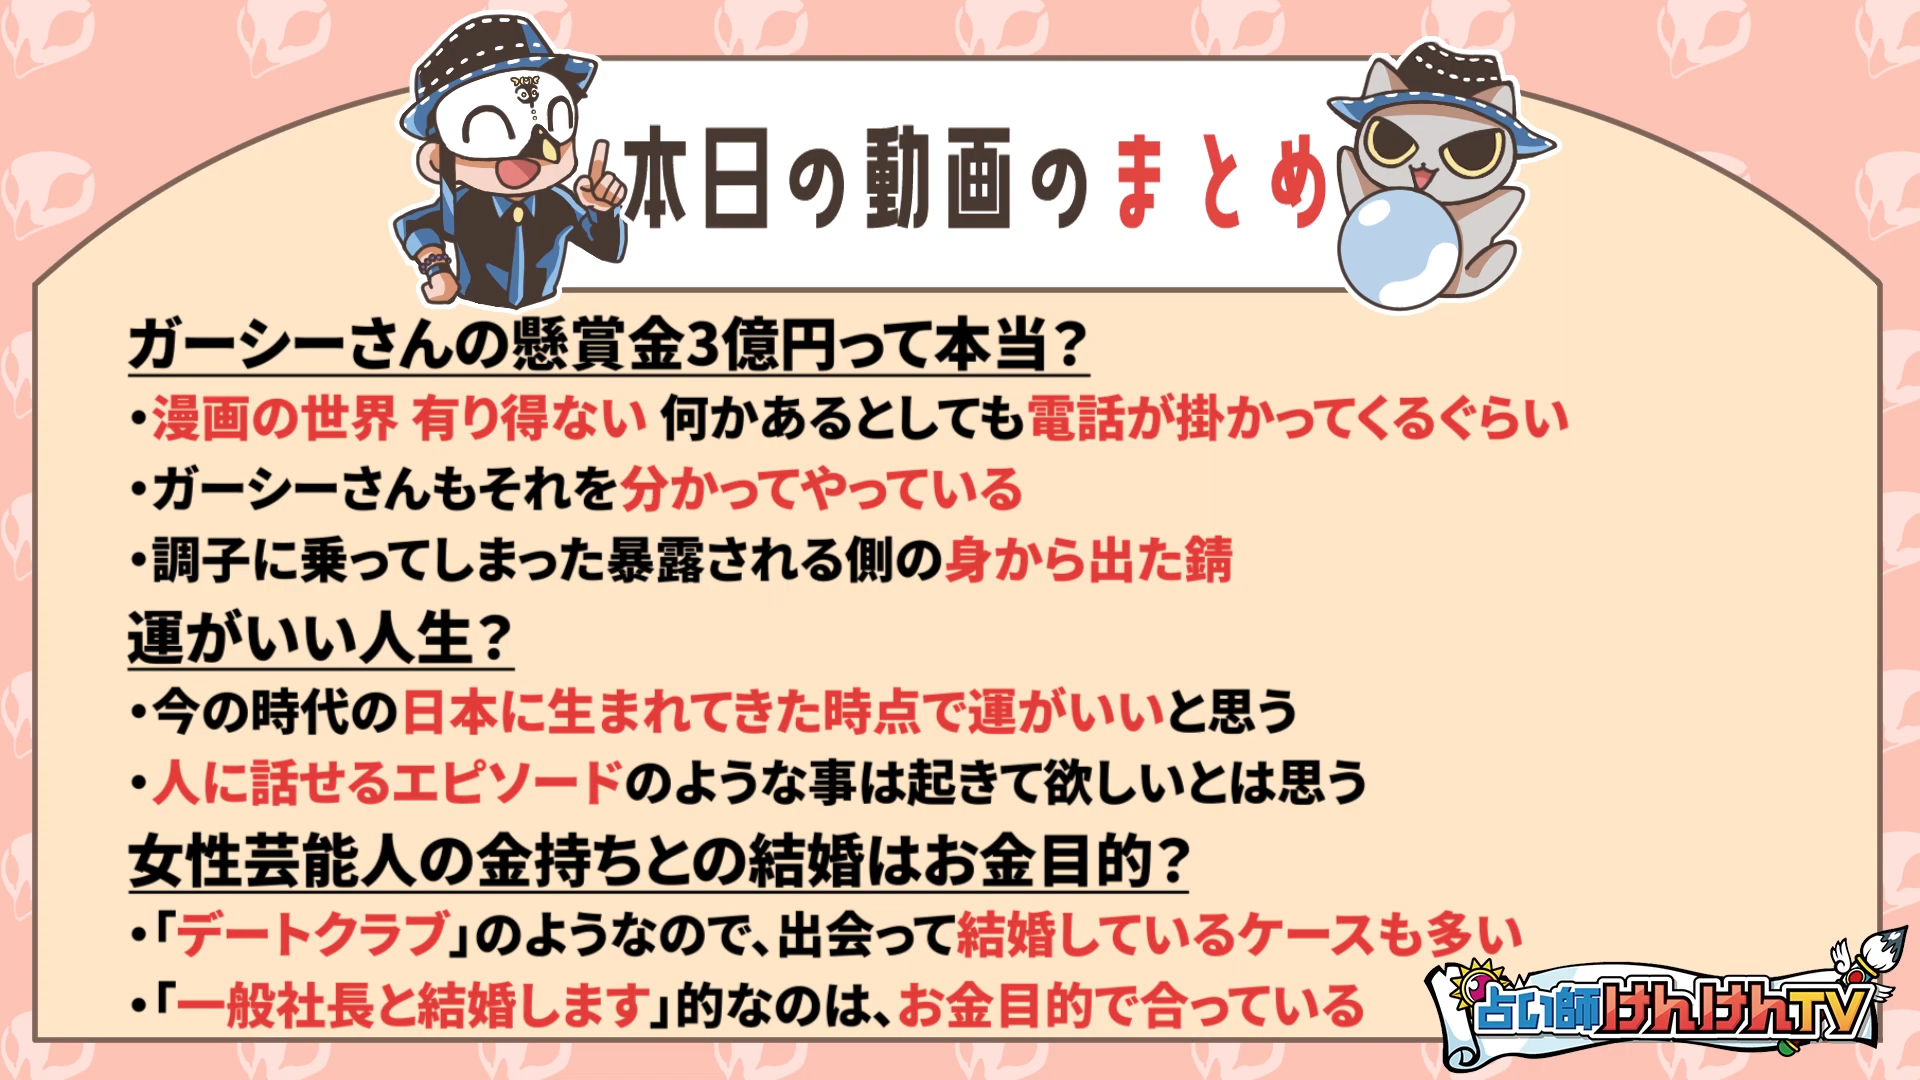 本日の動画のまとめ
ガーシーさんの懸賞金3億円って本当？
・漫画の世界 有り得ない 何かあるとしても電話が掛かってくるぐらい
・ガーシーさんもそれを分かってやっている
・調子に乗ってしまった暴露される側の身から出た錆
運がいい人生？
・今の時代の日本に生まれてきた時点で運がいいと思う
・人に話せるエピソードのような事は起きて欲しいとは思う
女性芸能人の金持ちとの結婚はお金目的？
・「デートクラブ」のようなので、出会って結婚しているケースも多い
・「一般社長と結婚します」的なのは、お金目的で合っている
占い師けんけんTV